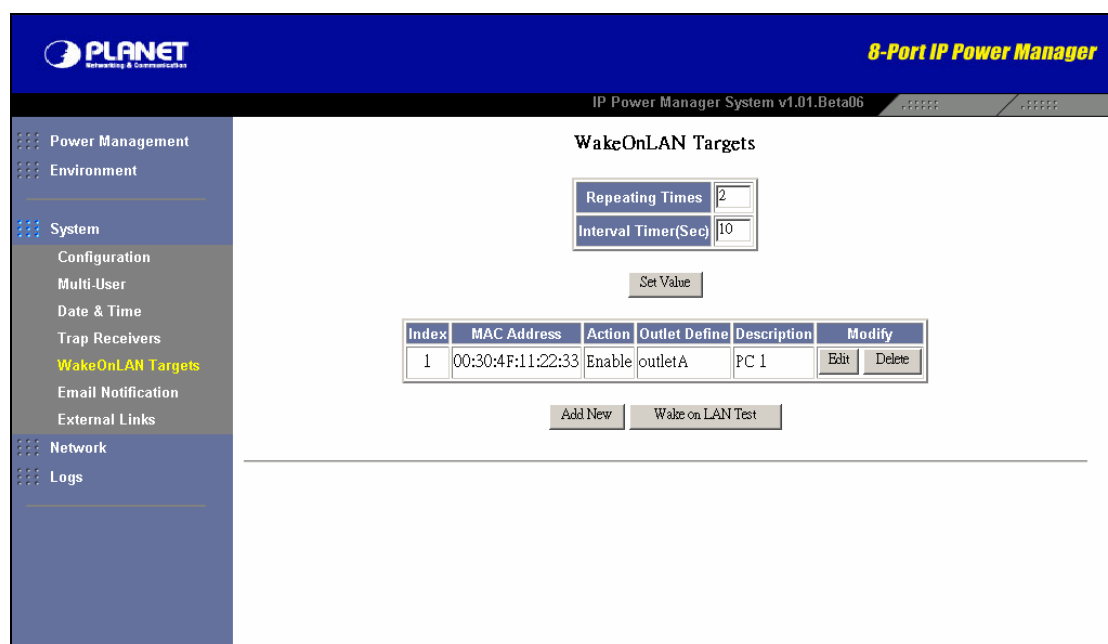 PLANET
Networking & Communication
8-Port IP Power Manager
IP Power Manager System v1.01.Beta06
Power Management
Environment
System
Configuration
Multi-User
Date & Time
Trap Receivers
WakeOnLAN Targets
Email Notification
External Links
Network
Logs
WakeOnLAN Targets
Repeating Times 2
Interval Timer(Sec) 10
Set Value
Index MAC Address Action Outlet Define Description Modify
1 00:30:4F:11:22:33 Enable outletA PC 1 Edit Delete
Add New Wake on LAN Test